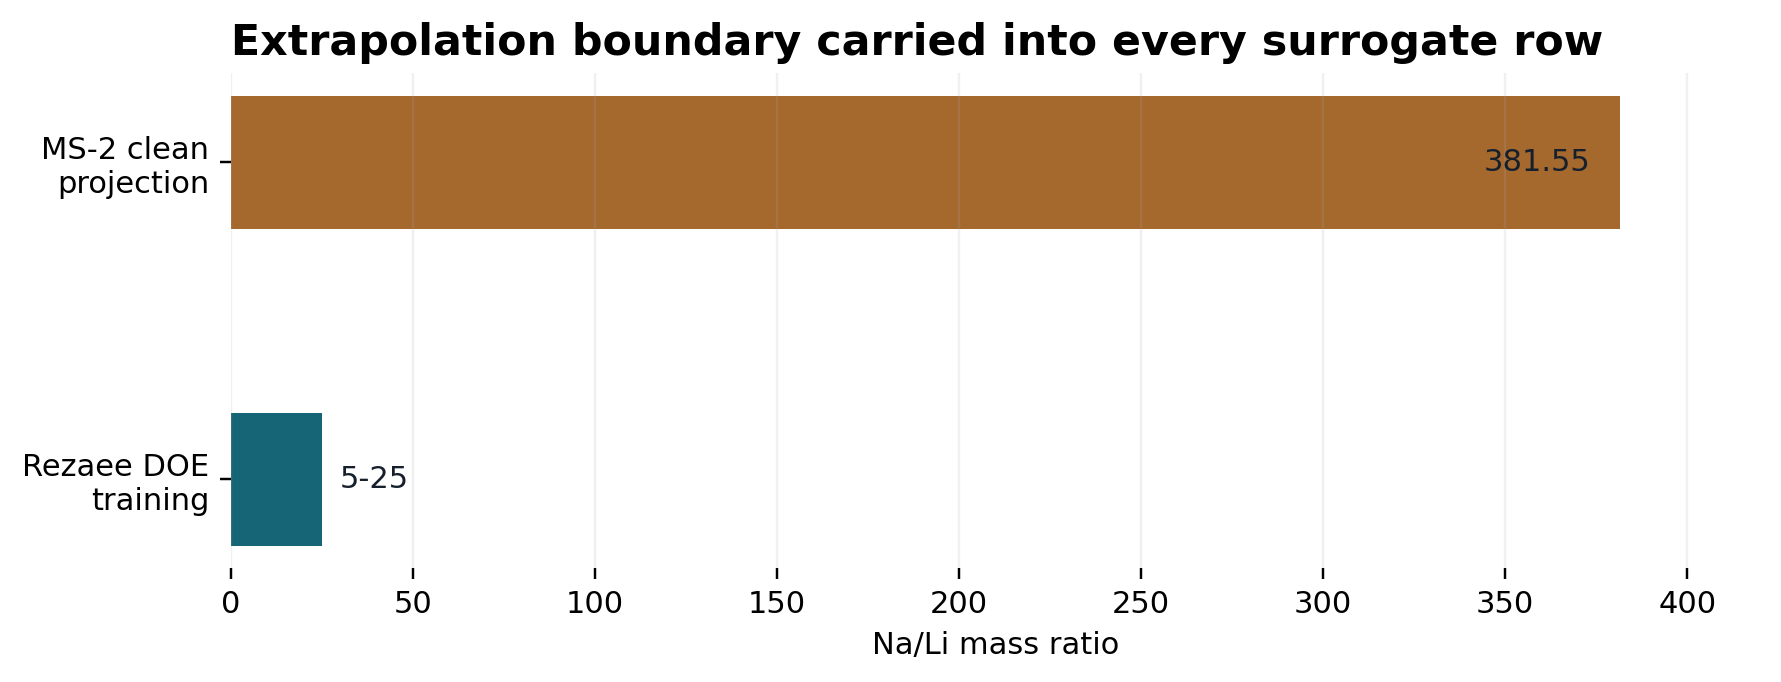 Extrapolation boundary carried into every surrogate row
MS-2 clean
projection
381.55
Rezaee DOE
training
5-25
0 50 100 150 200 250 300 350 400
Na/Li mass ratio